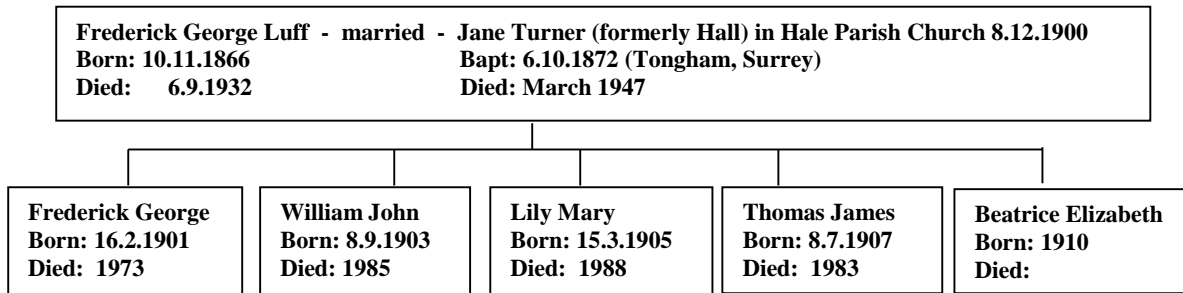 Frederick George Luff - married - Jane Turner (formerly Hall) in Hale Parish Church 8.12.1900
Born: 10.11.1866 Bapt: 6.10.1872 (Tongham, Surrey)
Died: 6.9.1932 Died: March 1947
Frederick George
Born: 16.2.1901
Died: 1973
William John
Born: 8.9.1903
Died: 1985
Lily Mary
Born: 15.3.1905
Died: 1988
Thomas James
Born: 8.7.1907
Died: 1983
Beatrice Elizabeth
Born: 1910
Died: